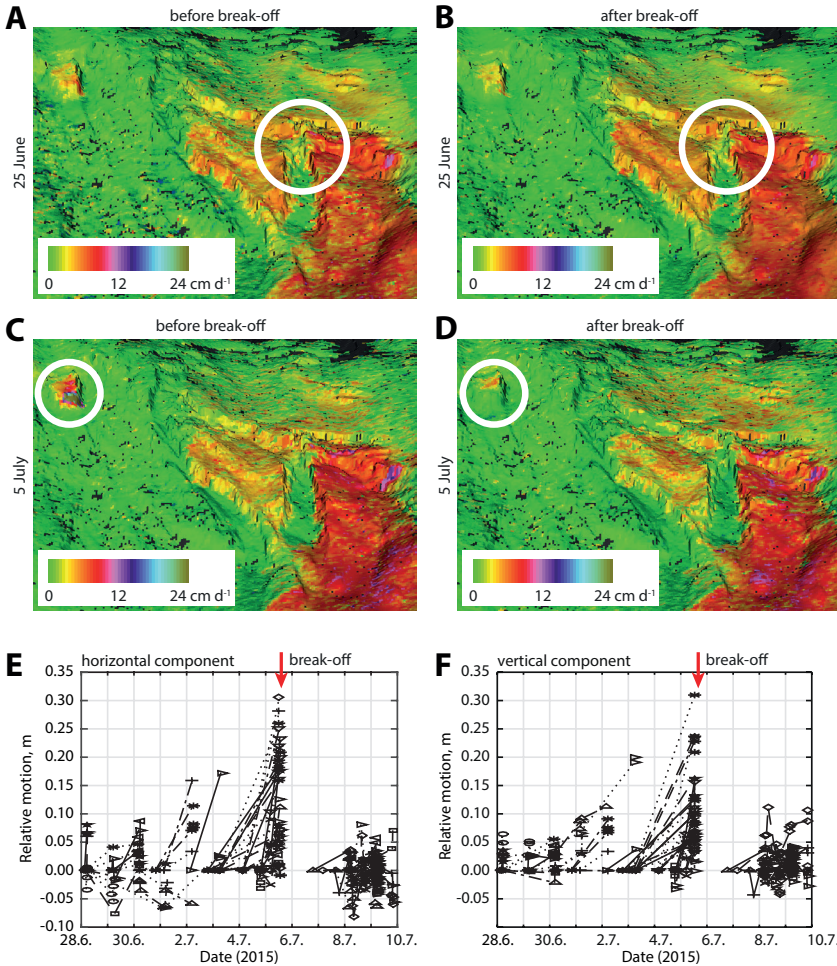 A before break-off
B after break-off
25 June
25 June
0 12 24 cm d-1
0 12 24 cm d-1
C before break-off
D after break-off
5 July
5 July
0 12 24 cm d-1
0 12 24 cm d-1
E
horizontal component
break-off
0.35
0.30
0.25
0.20
0.15
0.10
0.05
0.00
-0.05
-0.10
Relative motion, m
28.6. 30.6. 2.7. 4.7. 6.7. 8.7. 10.7.
Date (2015)
F
vertical component
break-off
0.35
0.30
0.25
0.20
0.15
0.10
0.05
0.00
-0.05
-0.10
Relative motion, m
28.6. 30.6. 2.7. 4.7. 6.7. 8.7. 10.7.
Date (2015)